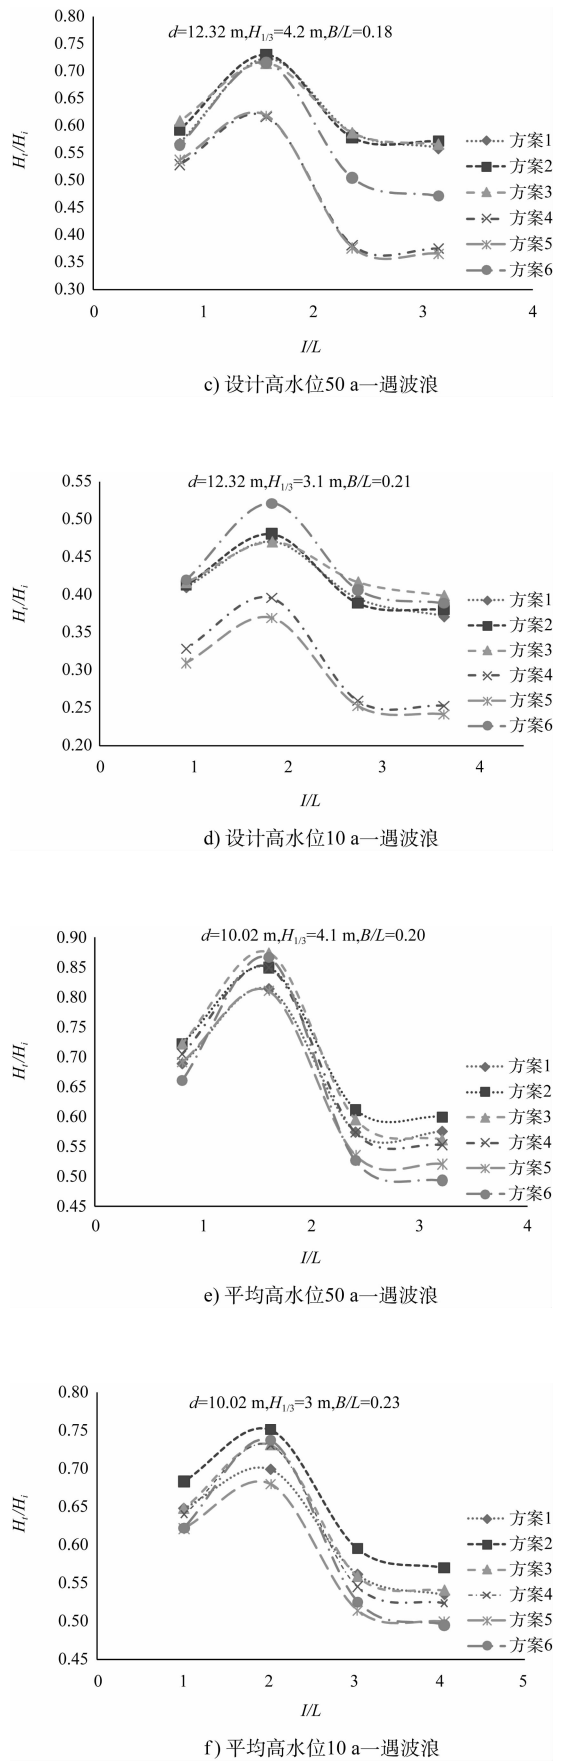 d=12.32 m,H1/3=4.2 m,B/L=0.18
0.80
0.75
0.70
0.65
0.60
0.55
0.50
0.45
0.40
0.35
0.30
Ht/Hi
0 1 2 3 4
I/L
方案1
方案2
方案3
方案4
方案5
方案6
c) 设计高水位50 a一遇波浪
d=12.32 m,H1/3=3.1 m,B/L=0.21
0.55
0.50
0.45
0.40
0.35
0.30
0.25
0.20
Ht/Hi
0 1 2 3 4
I/L
方案1
方案2
方案3
方案4
方案5
方案6
d) 设计高水位10 a一遇波浪
d=10.02 m,H1/3=4.1 m,B/L=0.20
0.90
0.85
0.80
0.75
0.70
0.65
0.60
0.55
0.50
0.45
Ht/Hi
0 1 2 3 4
I/L
方案1
方案2
方案3
方案4
方案5
方案6
e) 平均高水位50 a一遇波浪
d=10.02 m,H1/3=3 m,B/L=0.23
0.80
0.75
0.70
0.65
0.60
0.55
0.50
0.45
Ht/Hi
0 1 2 3 4 5
I/L
方案1
方案2
方案3
方案4
方案5
方案6
f) 平均高水位10 a一遇波浪